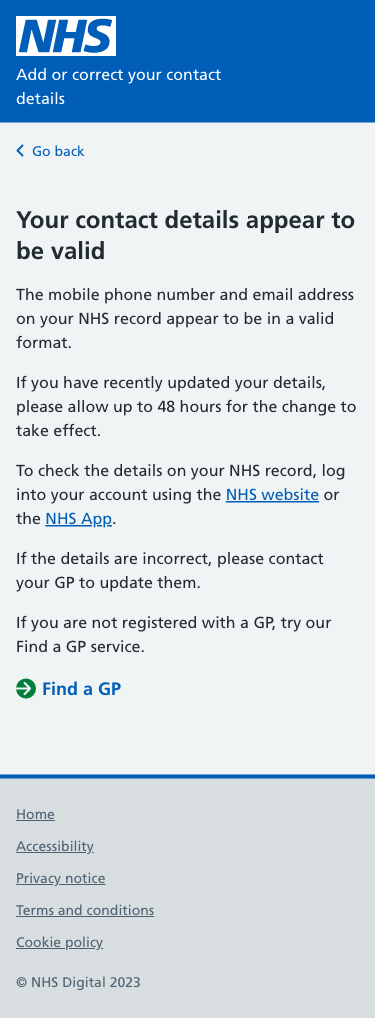 NHS
Add or correct your contact
details
Go back
Your contact details appear to
be valid
The mobile phone number and email address
on your NHS record appear to be in a valid
format.
If you have recently updated your details,
please allow up to 48 hours for the change to
take effect.
To check the details on your NHS record, log
into your account using the NHS website or
the NHS App.
If the details are incorrect, please contact
your GP to update them.
If you are not registered with a GP, try our
Find a GP service.
Find a GP
Home
Accessibility
Privacy notice
Terms and conditions
Cookie policy
© NHS Digital 2023